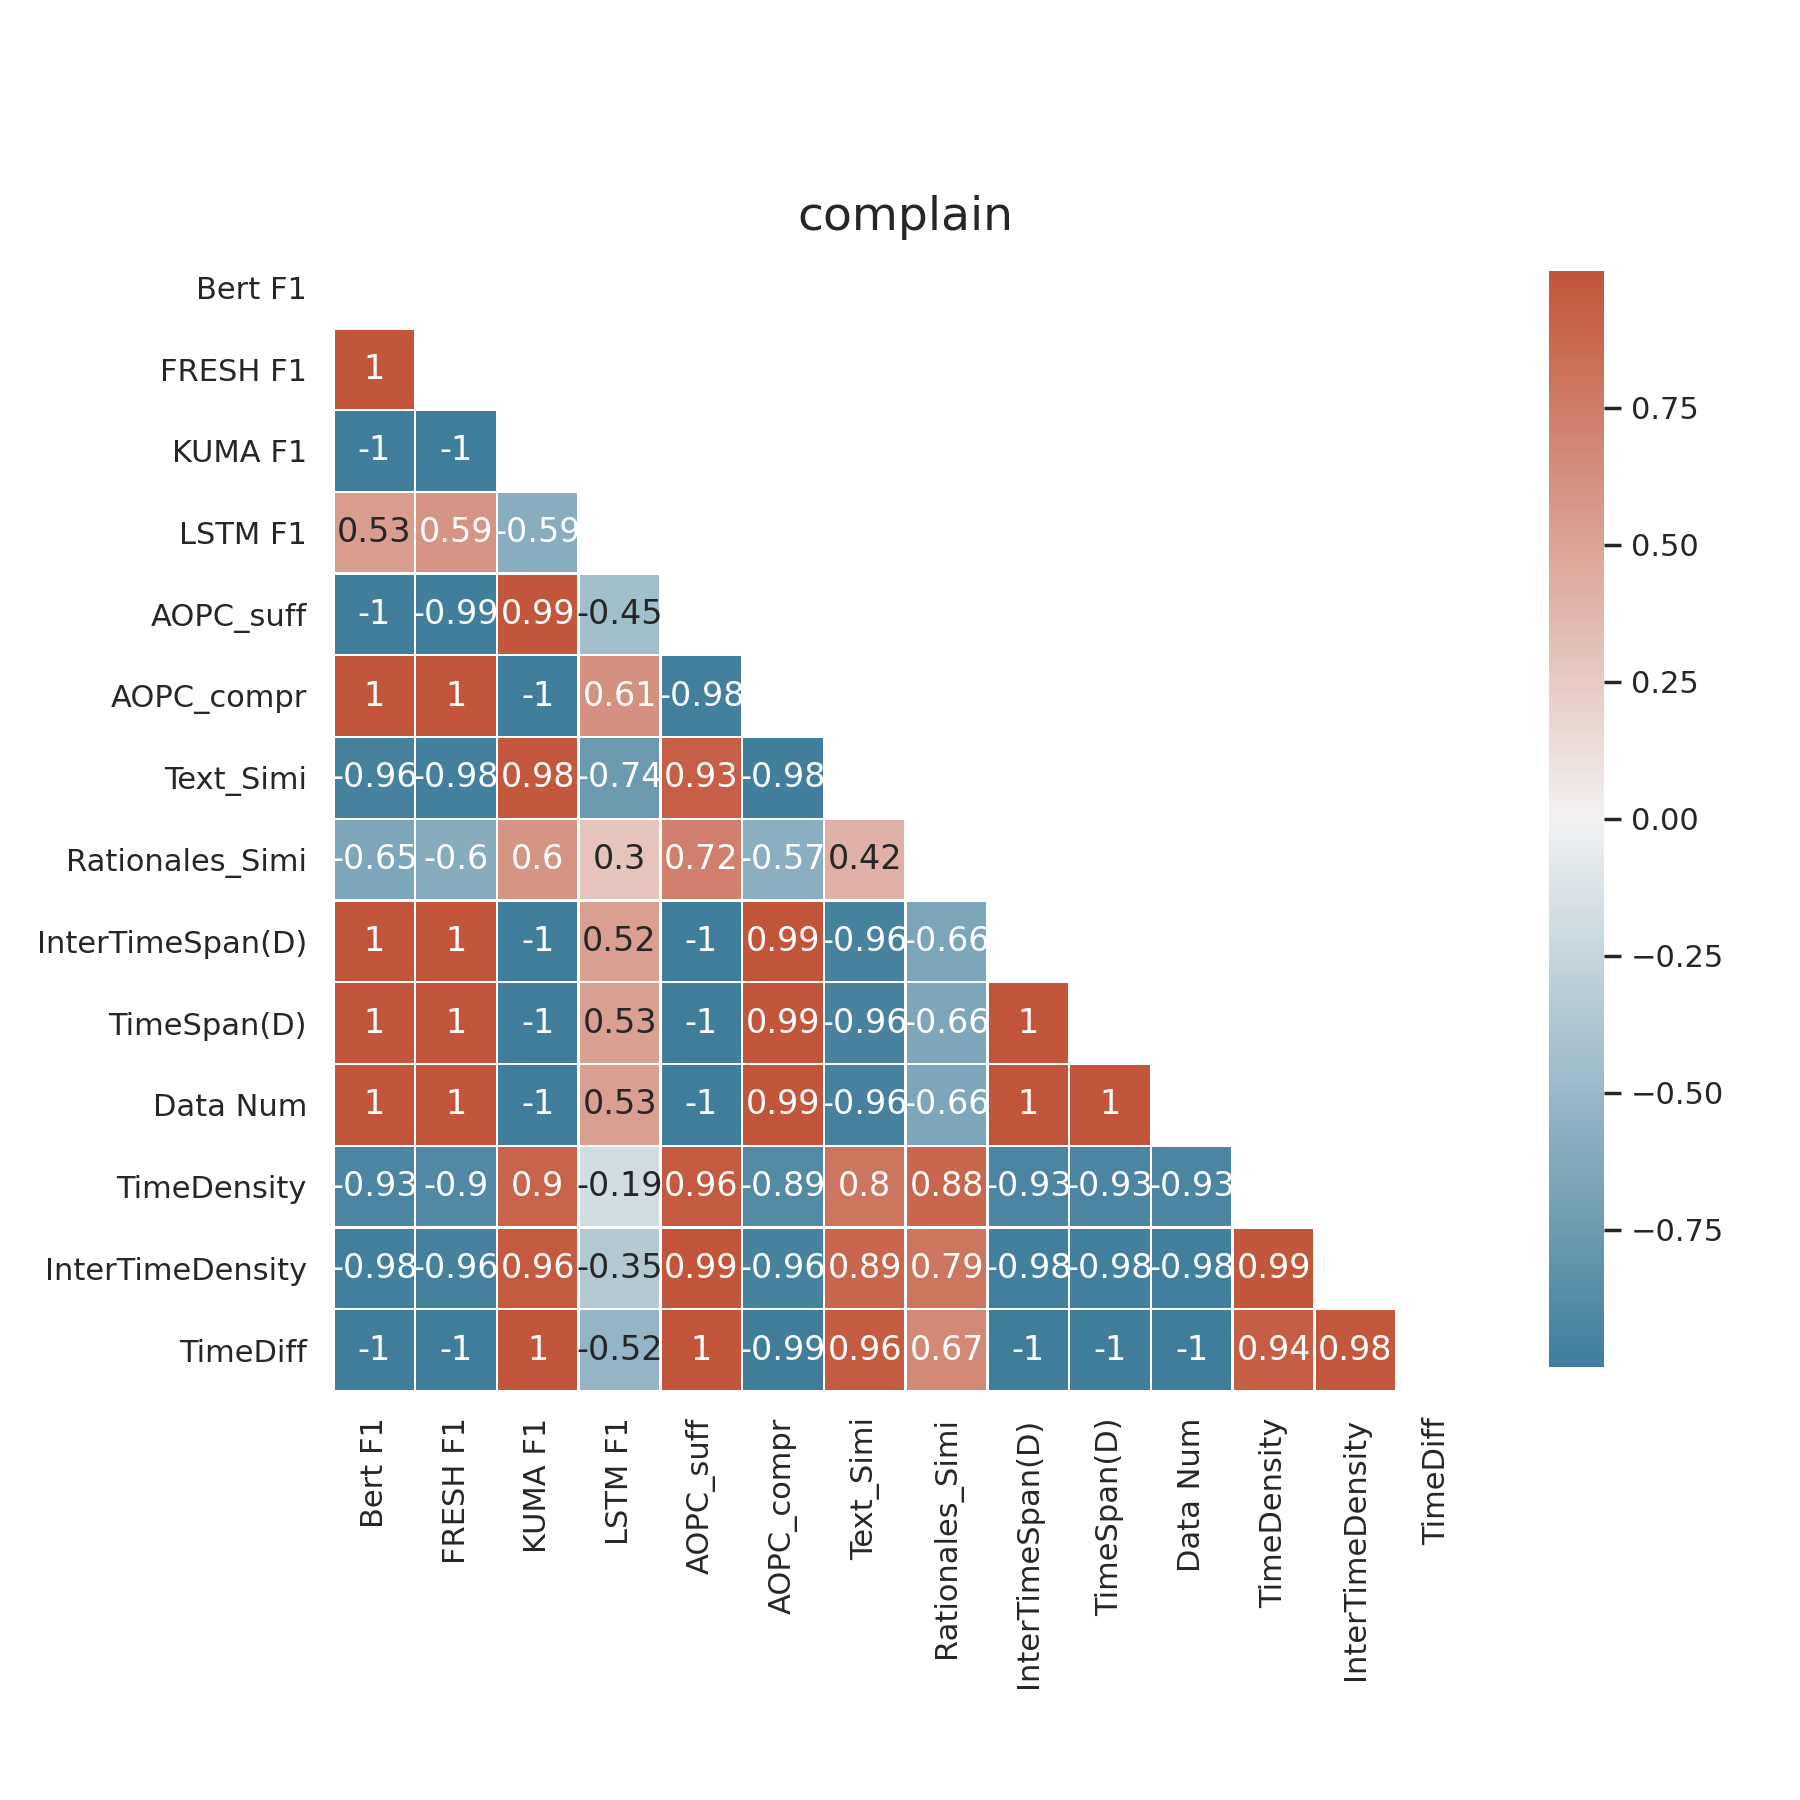 complain
Bert F1
FRESH F1 1
KUMA F1 -1 -1
LSTM F1 0.53 0.59 -0.59
AOPC_suff -1 -0.99 0.99 -0.45
AOPC_compr 1 1 -1 0.61 -0.98
Text_Simi -0.96 -0.98 0.98 -0.74 0.93 -0.98
Rationales_Simi -0.65 -0.6 0.6 0.3 0.72 -0.57 0.42
InterTimeSpan(D) 1 1 -1 0.52 -1 0.99 -0.96 -0.66
TimeSpan(D) 1 1 -1 0.53 -1 0.99 -0.96 -0.66 1
Data Num 1 1 -1 0.53 -1 0.99 -0.96 -0.66 1 1
TimeDensity -0.93 -0.9 0.9 -0.19 0.96 -0.89 0.8 0.88 -0.93 -0.93 -0.93
InterTimeDensity -0.98 -0.96 0.96 -0.35 0.99 -0.96 0.89 0.79 -0.98 -0.98 -0.98 0.99
TimeDiff -1 -1 1 -0.52 1 -0.99 0.96 0.67 -1 -1 -1 0.94 0.98
Bert F1
FRESH F1
KUMA F1
LSTM F1
AOPC_suff
AOPC_compr
Text_Simi
Rationales_Simi
InterTimeSpan(D)
TimeSpan(D)
Data Num
TimeDensity
InterTimeDensity
TimeDiff
0.75
0.50
0.25
0.00
−0.25
−0.50
−0.75